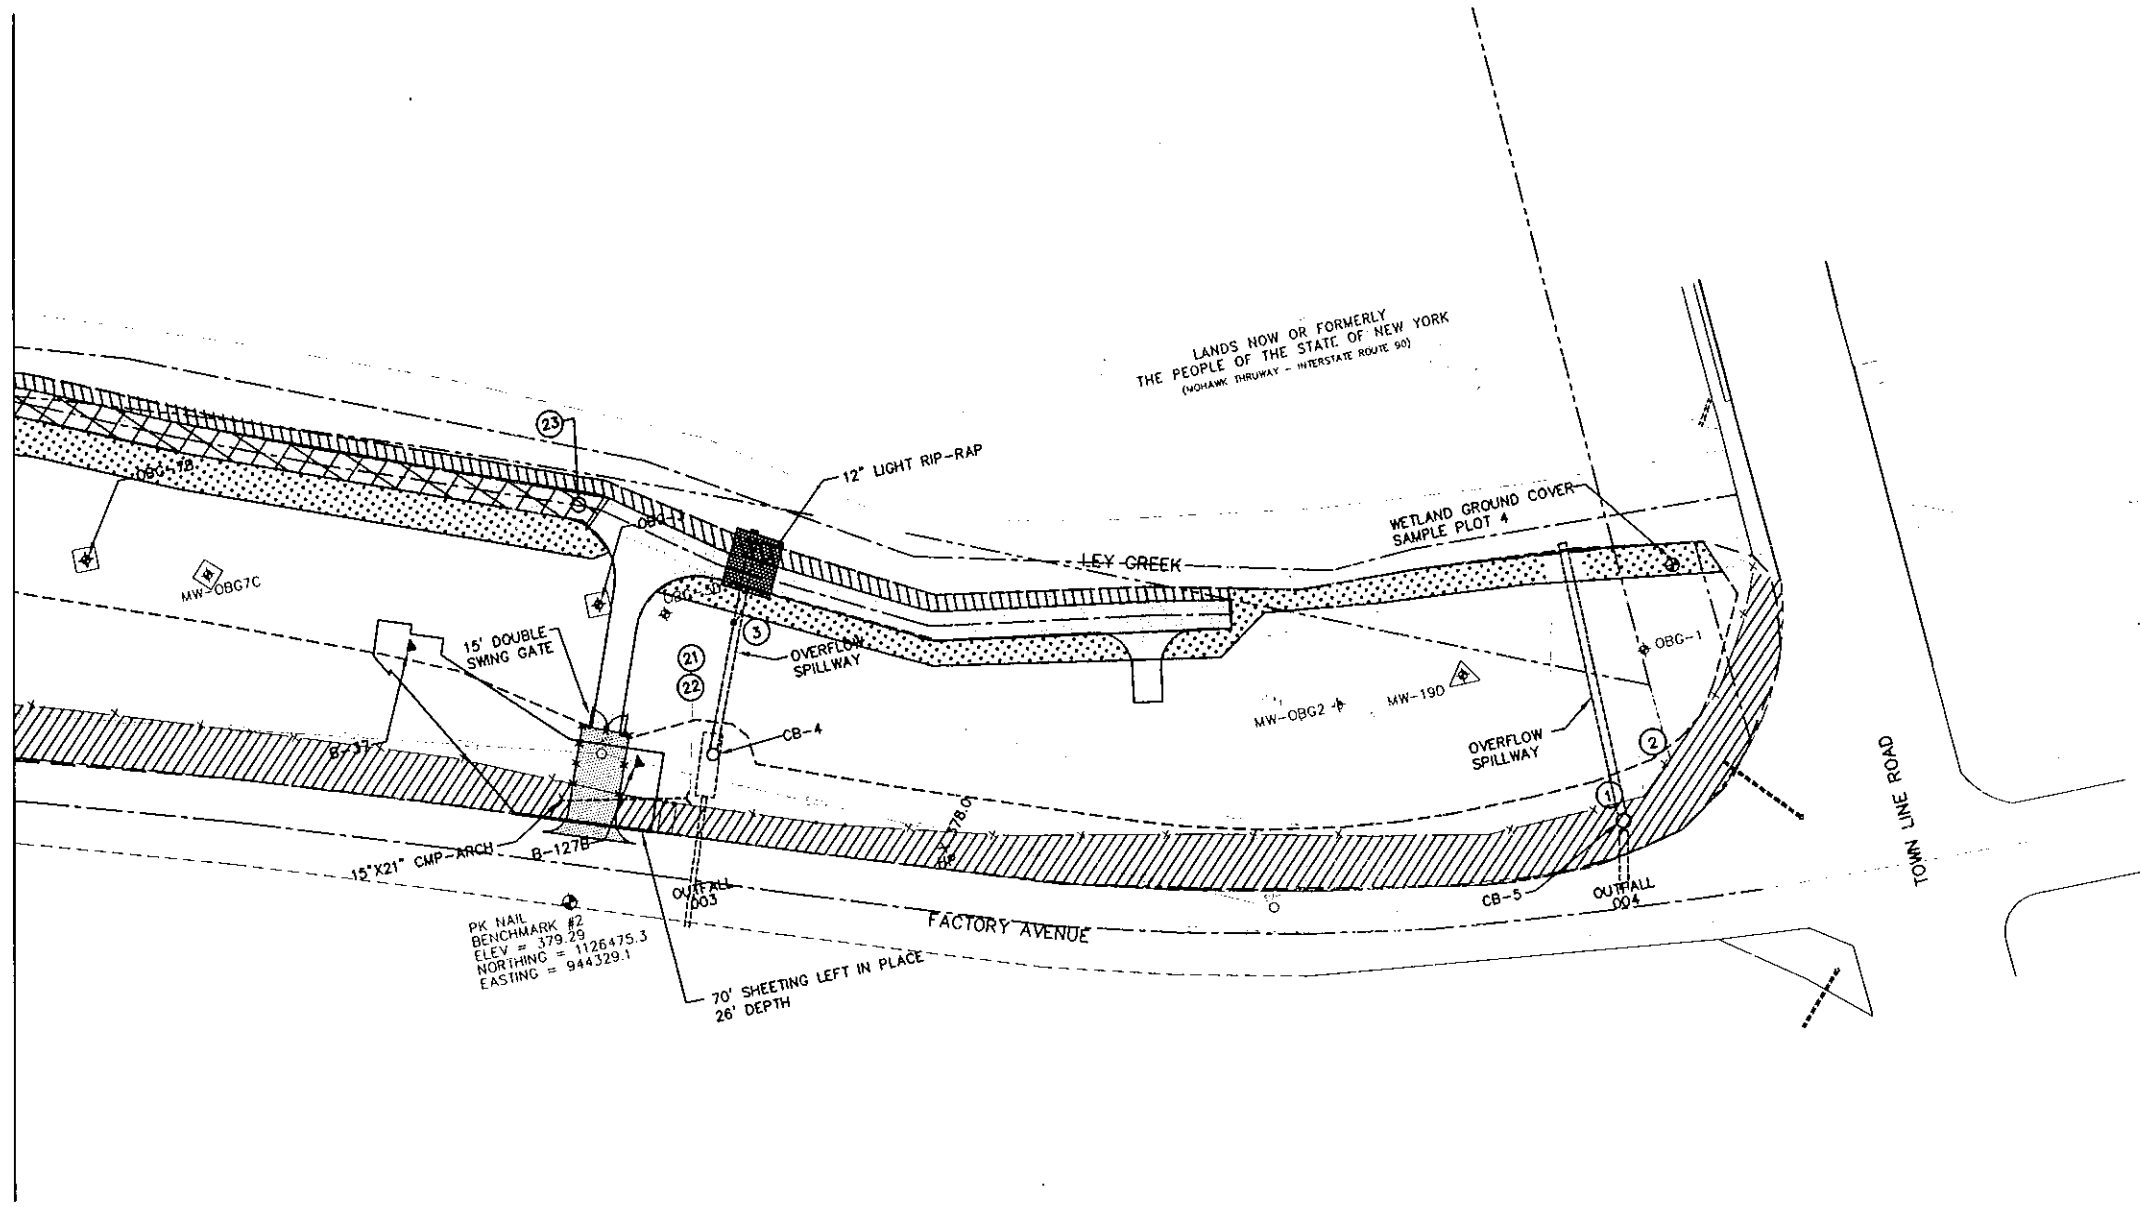 LANDS NOW OR FORMERLY
THE PEOPLE OF THE STATE OF NEW YORK
(MOHAWK THRUWAY - INTERSTATE ROUTE 90)
23
12" LIGHT RIP-RAP
OBG-7B
WETLAND GROUND COVER
SAMPLE PLOT 4
LEY CREEK
MW-OBG7C
OBG-5D
3
15' DOUBLE
SWING GATE
OVERFLOW
SPILLWAY
21
22
OBG-1
MW-19D
MW-OBG2
CB-4
B-37
OVERFLOW
SPILLWAY
2
1
TOWN LINE ROAD
X 378.0
15"X21" CMP-ARCH
B-127B
OUTFALL
003
CB-5
OUTFALL
004
FACTORY AVENUE
PK NAIL
BENCHMARK #2
ELEV = 379.29
NORTHING = 1126475.3
EASTING = 944329.1
70' SHEETING LEFT IN PLACE
26' DEPTH